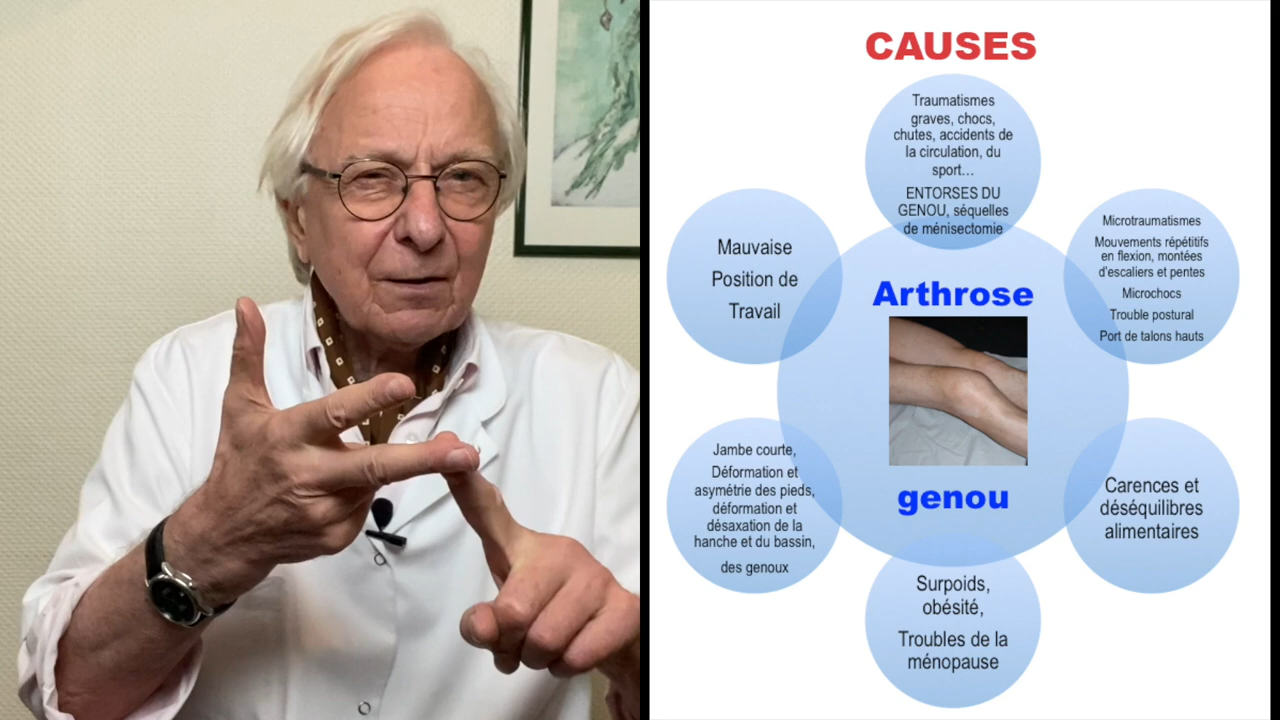 CAUSES
Traumatismes
graves, chocs,
chutes, accidents de
la circulation, du
sport...
ENTORSES DU
GENOU, séquelles
de ménisectomie
Mauvaise
Position de
Travail
Microtraumatismes
Mouvements répétitifs
en flexion, montées
d'escaliers et pentes
Microchocs
Trouble postural
Port de talons hauts
Arthrose
genou
Jambe courte,
Déformation et
asymétrie des pieds,
déformation et
désaxation de la
hanche et du bassin,
des genoux
Carences et
déséquilibres
alimentaires
Surpoids,
obésité,
Troubles de la
ménopause